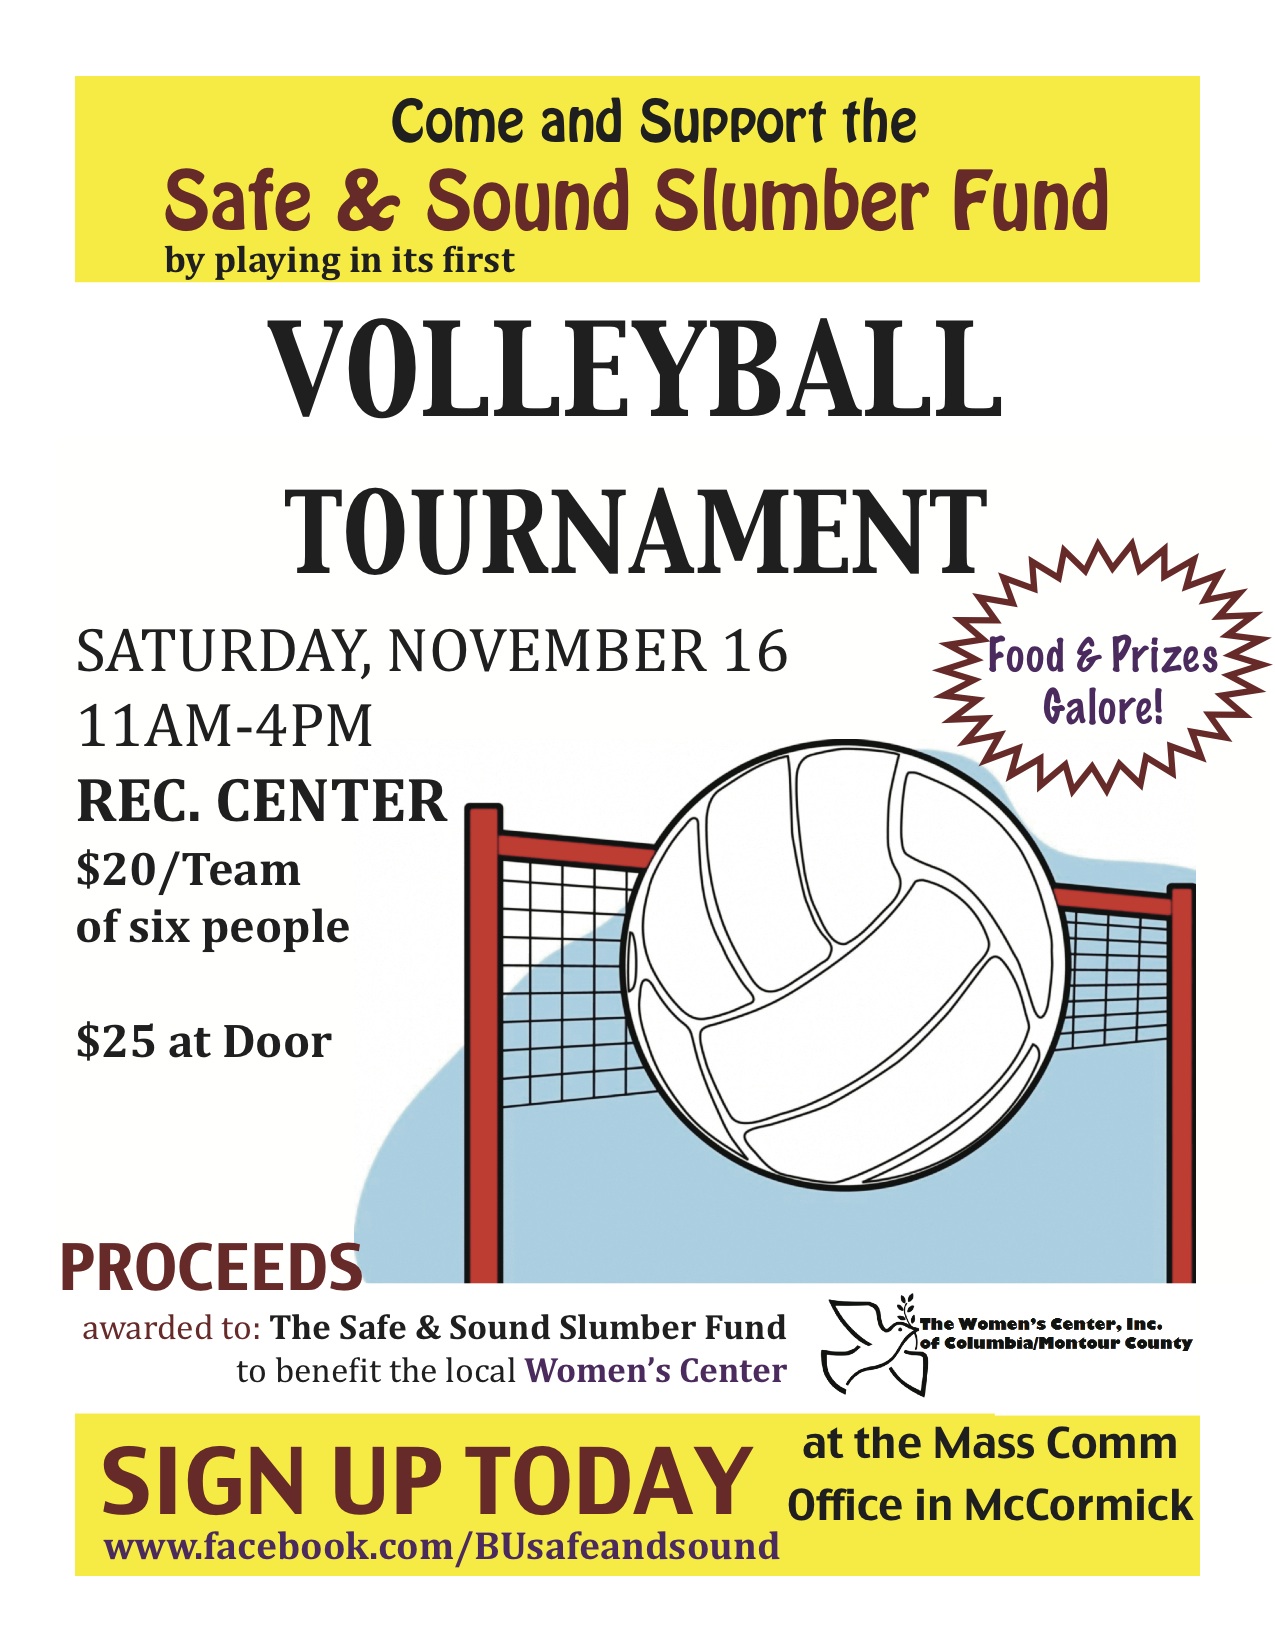 Come and Support the
Safe & Sound Slumber Fund
by playing in its first
VOLLEYBALL
TOURNAMENT
SATURDAY, NOVEMBER 16
11AM-4PM
REC. CENTER
$20/Team
of six people
$25 at Door
Food & Prizes
Galore!
PROCEEDS
awarded to: The Safe & Sound Slumber Fund
to benefit the local Women's Center
The Women's Center, Inc.
of Columbia/Montour County
SIGN UP TODAY
www.facebook.com/BUsafeandsound
at the Mass Comm
Office in McCormick